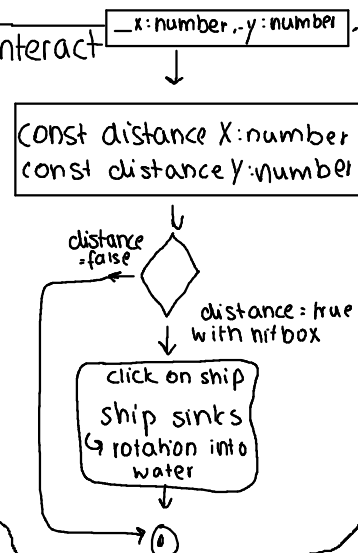 _x:number,_y:number
nteract
const distance X:number
const distance Y:number
distance
=false
distance=true
with hitbox
click on ship
ship sinks
↳ rotation into
water